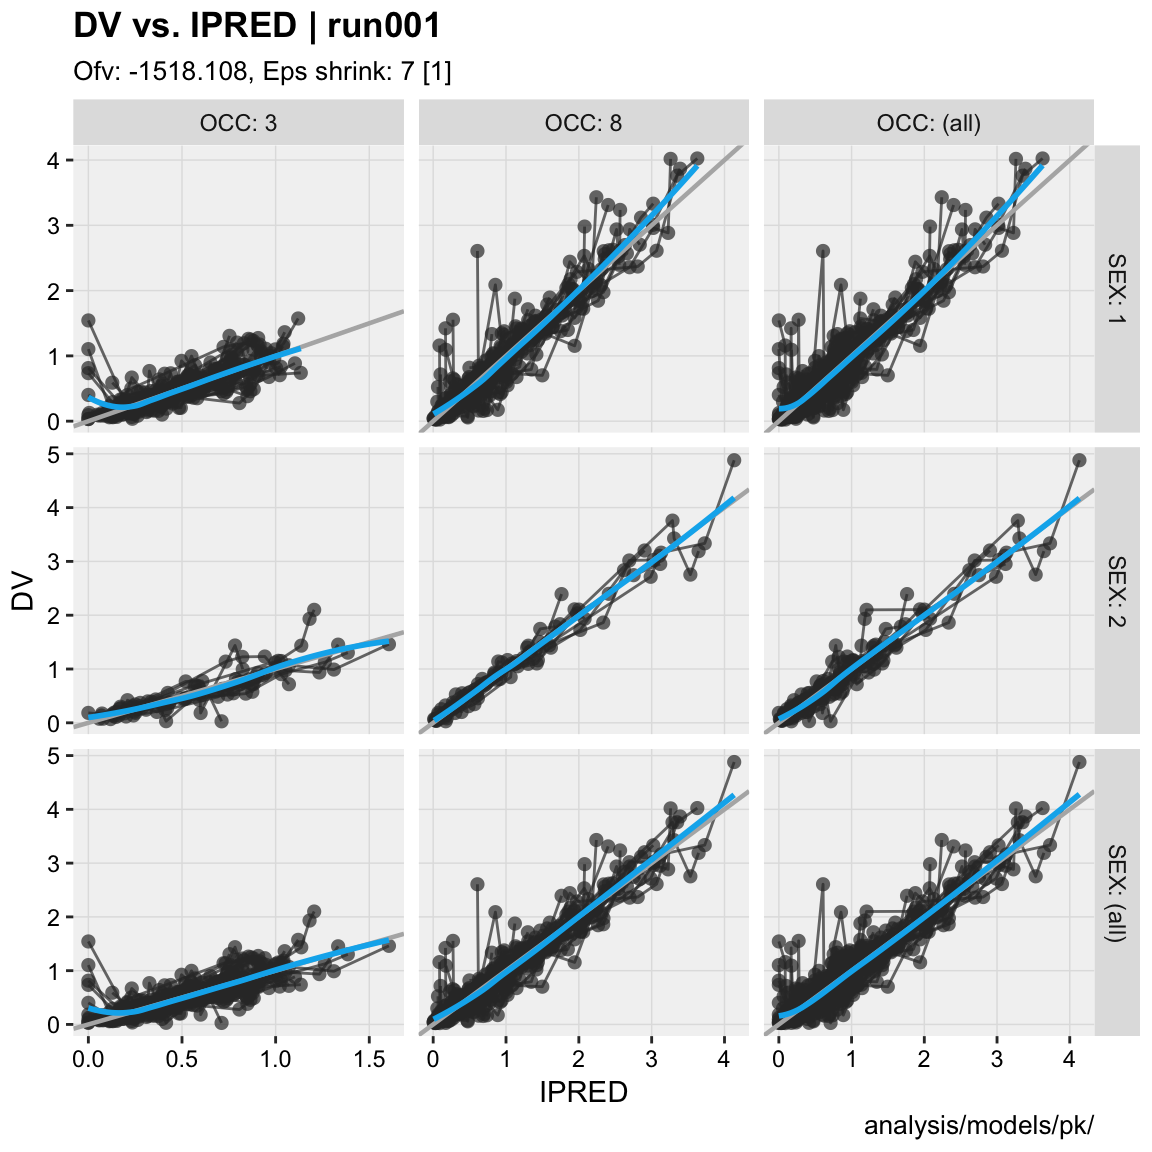 DV vs. IPRED | run001
Ofv: -1518.108, Eps shrink: 7 [1]
OCC: 3
OCC: 8
OCC: (all)
4
3
2
1
0
SEX: 1
5
4
3
2
1
0
SEX: 2
5
4
3
2
1
0
SEX: (all)
DV
0.0
0.5
1.0
1.5
0
1
2
3
4
0
1
2
3
4
IPRED
analysis/models/pk/